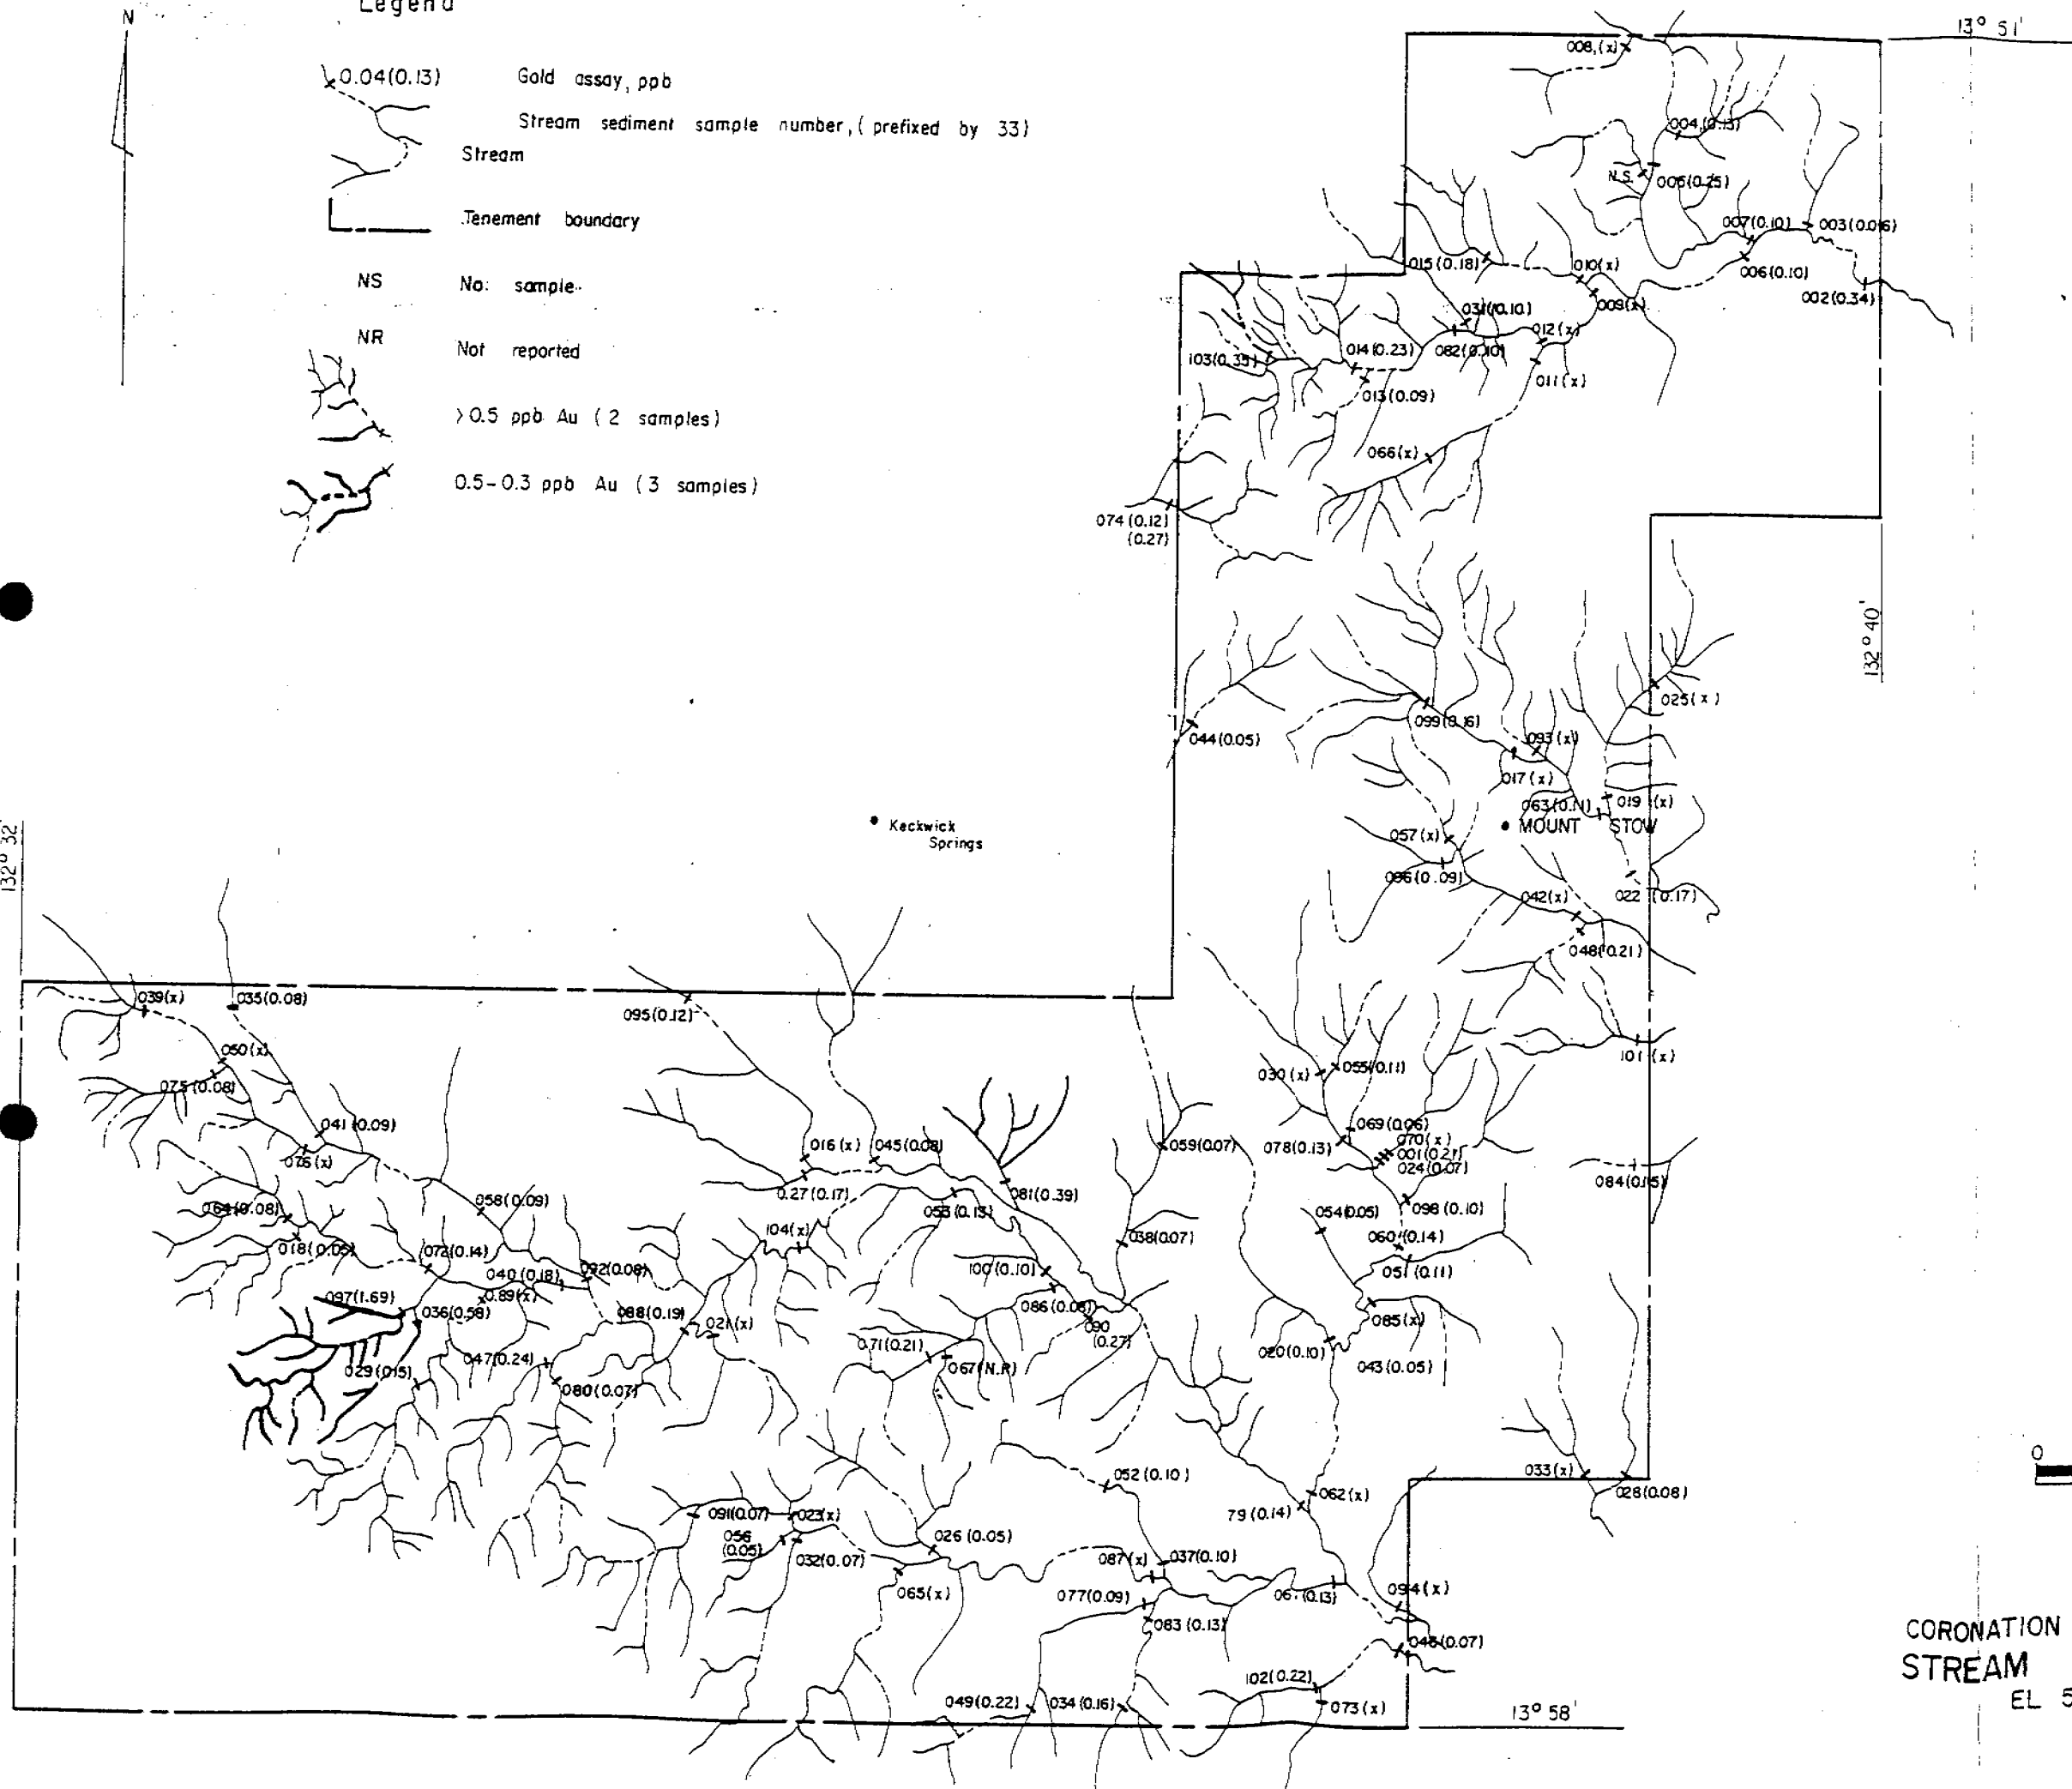 N
Legend
0.04(0.13) Gold assay, ppb
Stream sediment sample number, ( prefixed by 33)
Stream
Tenement boundary
NS No. sample
NR Not reported
>0.5 ppb Au ( 2 samples)
0.5-0.3 ppb Au (3 samples)
13° 51'
008,(x)
004,(0.13)
N.S.
007(0.10)
003(0.016)
006(0.10)
002(0.34)
015(0.18)
010(x)
009(x)
031(0.10)
012(x)
014(0.23)
082(0.10)
103(0.35)
013(0.09)
011(x)
066(x)
074(0.12)
(0.27)
132° 40'
025(x)
099(0.16)
044(0.05)
093(x)
017(x)
063(0.11)
019 (x)
MOUNT STOW
Keckwick
Springs
132° 32'
057(x)
022 (0.17)
042(x)
048(0.21)
039(x)
035(0.08)
095(0.12)
050(x)
101 (x)
075(0.08)
030(x)
055(0.11)
041(0.09)
069(0.06)
070(x)
001(0.21)
024(0.07)
078(0.13)
076(x)
016(x)
045(0.08)
059(0.07)
084(0.15)
0.27(0.17)
081(0.39)
064(0.08)
058(0.09)
053(0.13)
098(0.10)
054(0.05)
104(x)
038(0.07)
060(0.14)
018(0.05)
072(0.14)
040(0.18)
092(0.08)
100(0.10)
051(0.11)
097(1.69)
036(0.58)
0.89(x)
088(0.19)
021(x)
086(0.08)
090
(0.27)
085(x)
029(0.15)
047(0.24)
071(0.21)
067(N.R)
020(0.10)
043(0.05)
080(0.07)
052(0.10)
033(x)
028(0.08)
0
062(x)
79(0.14)
091(0.07)
023(x)
056
(0.05)
032(0.07)
026(0.05)
087(x)
037(0.10)
065(x)
077(0.09)
094(x)
083(0.13)
(0.07)
CORONATION
STREAM
EL 5
102(0.22)
049(0.22)
034(0.16)
073(x)
13° 58'